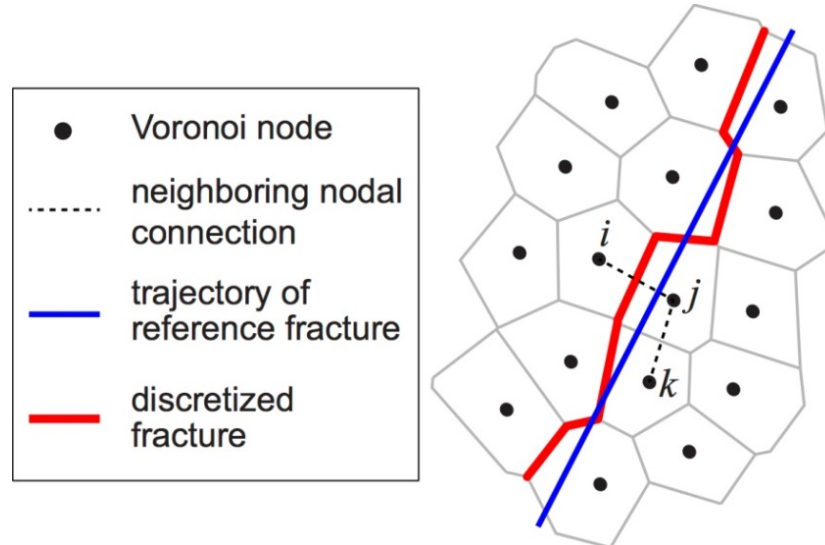 Voronoi node
neighboring nodal
connection
trajectory of
reference fracture
discretized
fracture
i
j
k